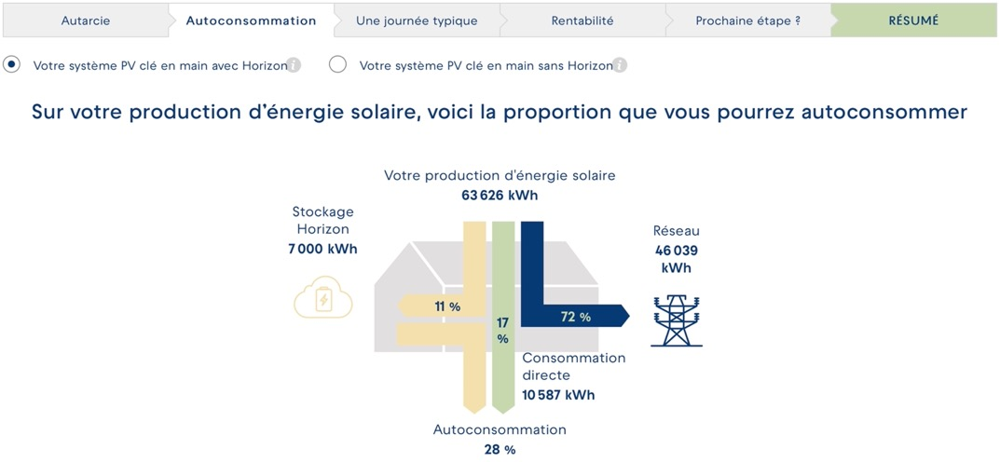 Autarcie
Autoconsommation
Une journée typique
Rentabilité
Prochaine étape ?
RÉSUMÉ
Votre système PV clé en main avec Horizon i
Votre système PV clé en main sans Horizon i
Sur votre production d'énergie solaire, voici la proportion que vous pourrez autoconsommer
Votre production d'énergie solaire
63 626 kWh
Stockage
Horizon
7 000 kWh
Réseau
46 039
kWh
11 %
17
%
72 %
Consommation
directe
10 587 kWh
Autoconsommation
28 %